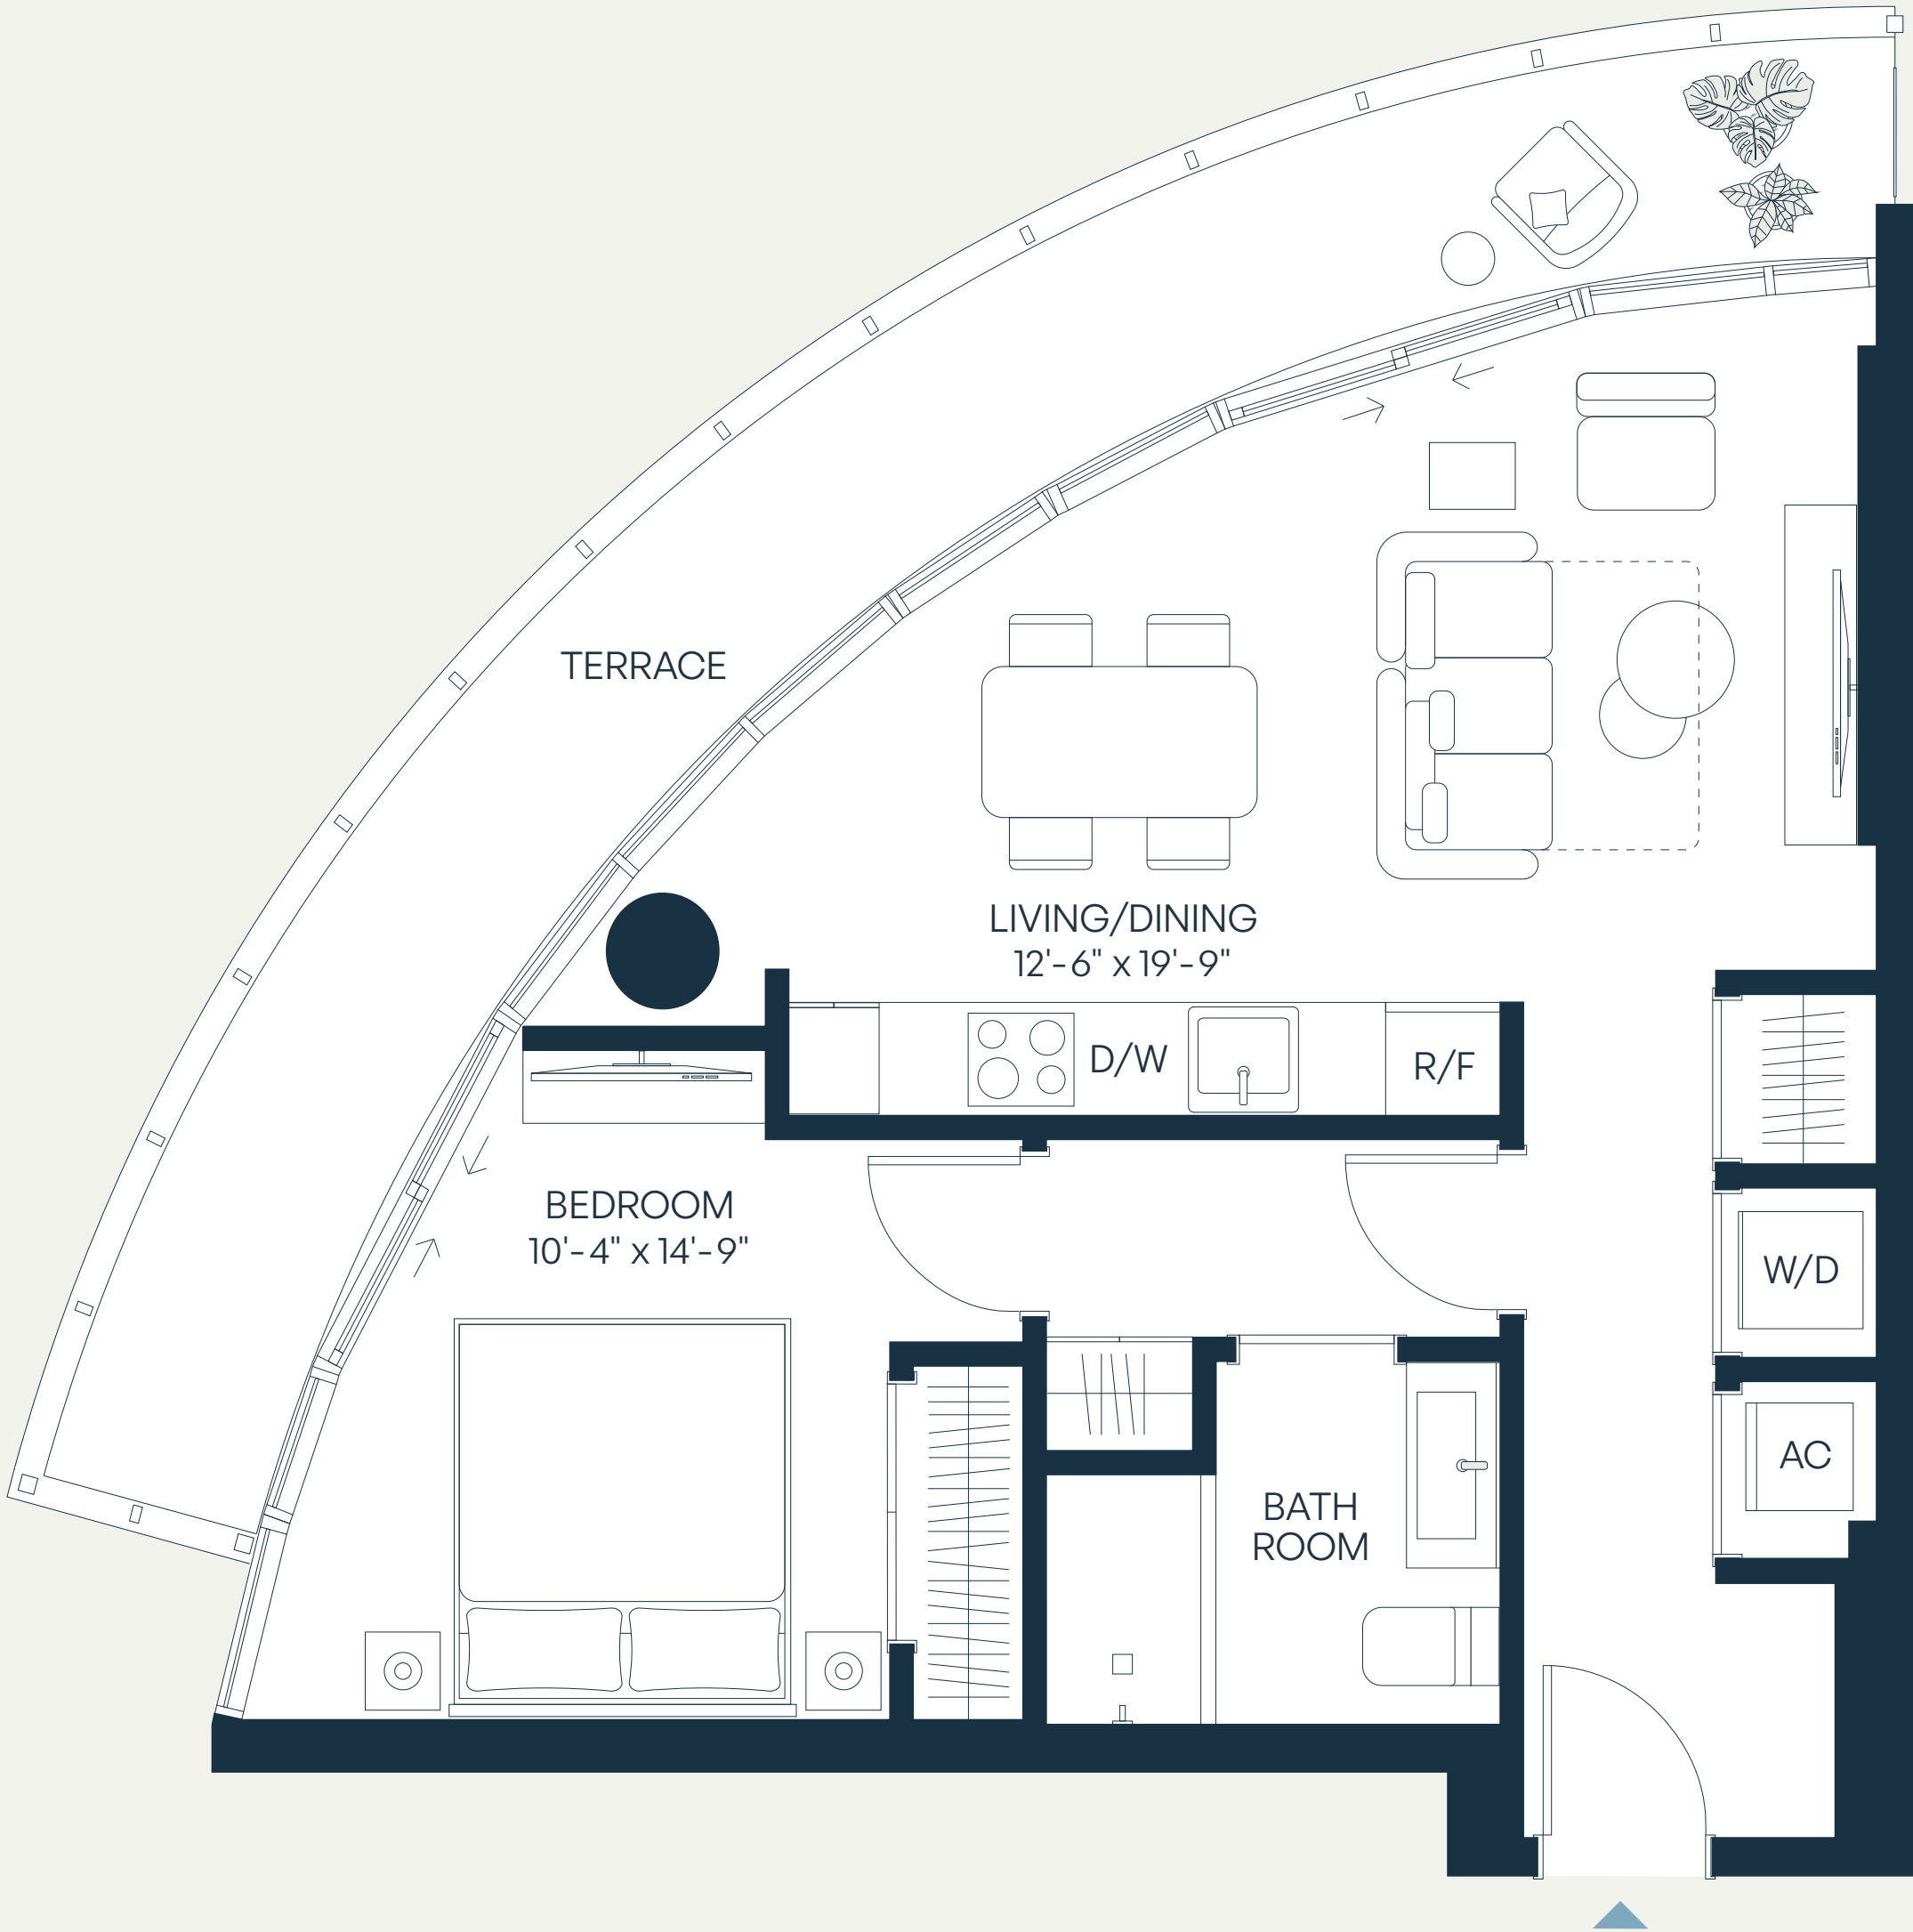 TERRACE
LIVING/DINING
12'-6" x 19'-9"
D/W
R/F
BEDROOM
10'-4" x 14'-9"
W/D
AC
BATH
ROOM